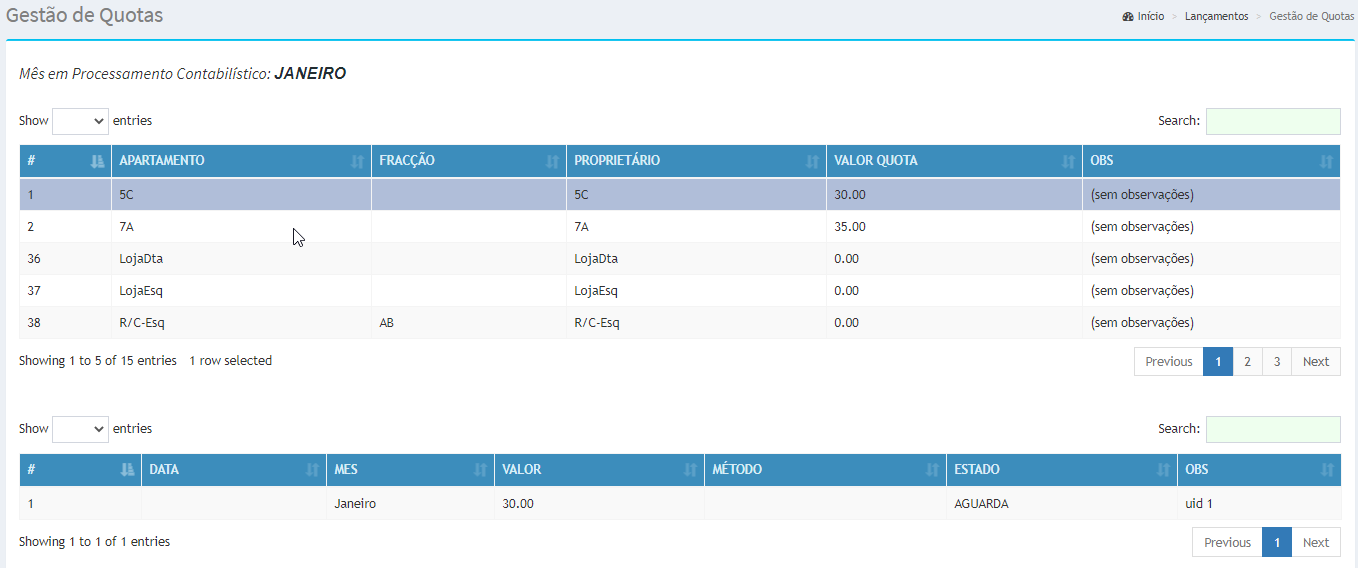 Gestão de Quotas
Início > Lançamentos > Gestão de Quotas
Mês em Processamento Contabilístico: JANEIRO
Show entries Search:
# APARTAMENTO FRACÇÃO PROPRIETÁRIO VALOR QUOTA OBS
1 5C 5C 30.00 (sem observações)
2 7A 7A 35.00 (sem observações)
36 LojaDta LojaDta 0.00 (sem observações)
37 LojaEsq LojaEsq 0.00 (sem observações)
38 R/C-Esq AB R/C-Esq 0.00 (sem observações)
Showing 1 to 5 of 15 entries 1 row selected Previous 1 2 3 Next
Show entries Search:
# DATA MES VALOR MÉTODO ESTADO OBS
1 Janeiro 30.00 AGUARDA uid 1
Showing 1 to 1 of 1 entries Previous 1 Next